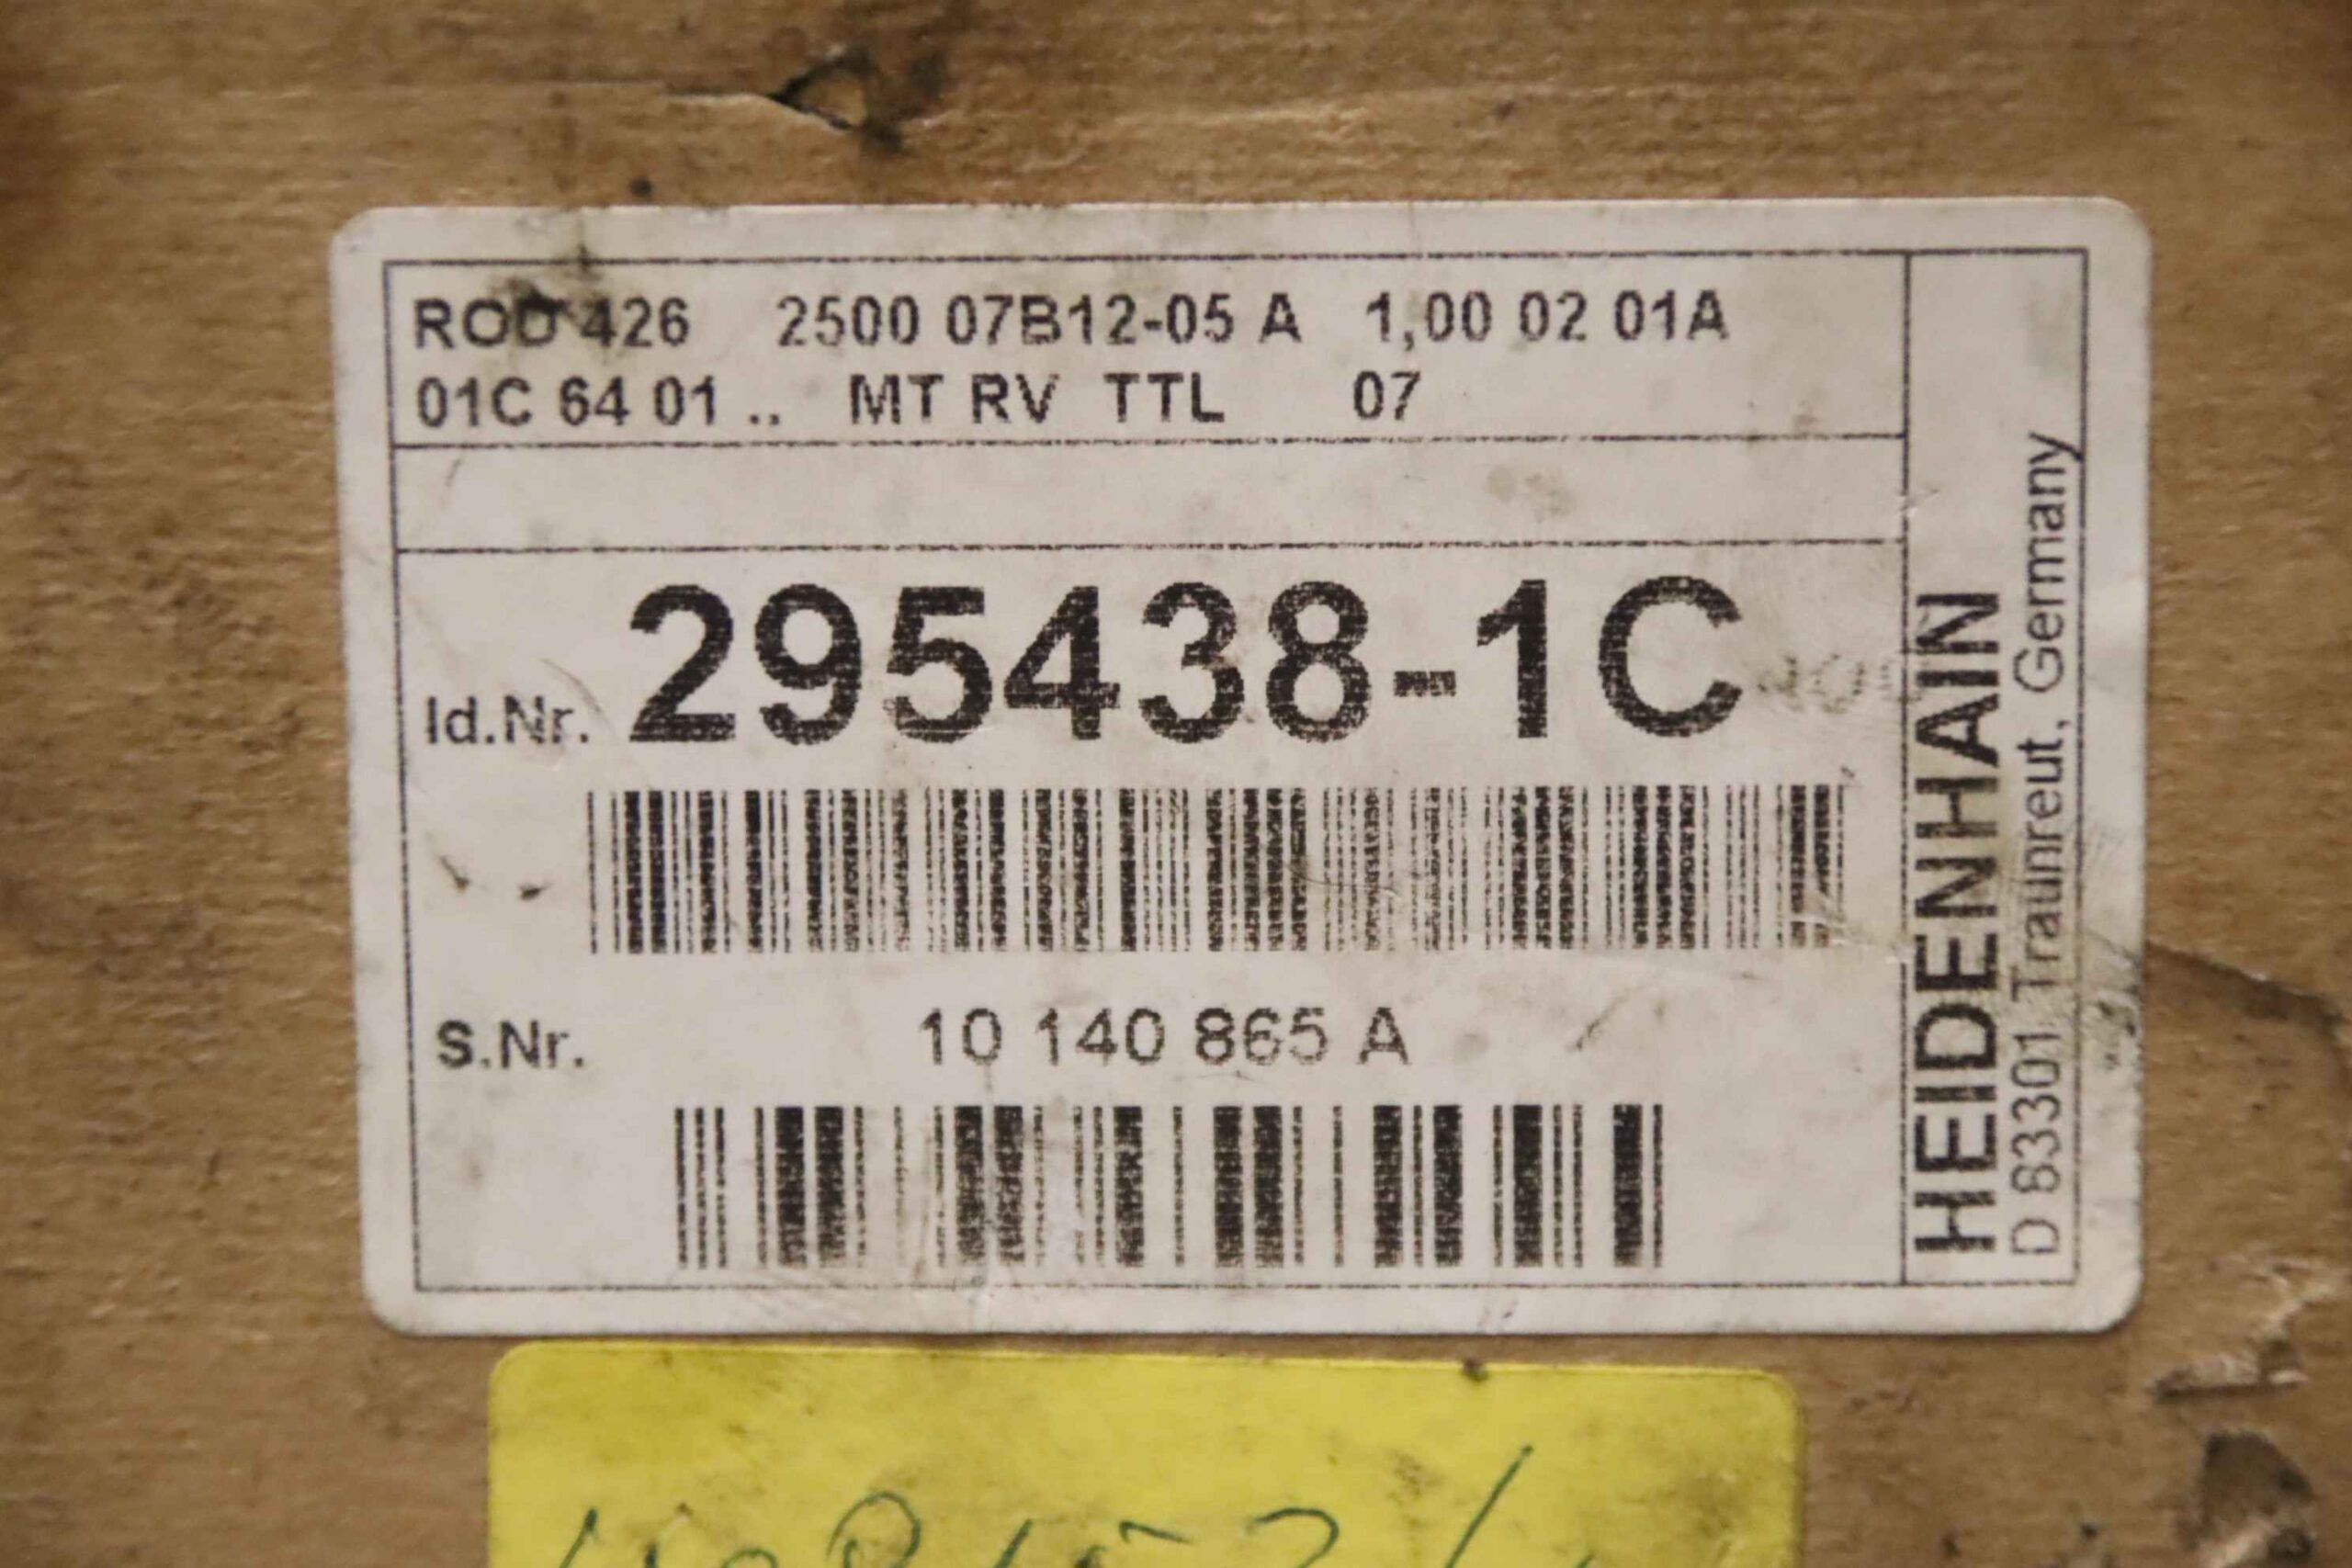 ROD 426 2500 07B12-05 A 1,00 02 01A
01C 64 01 .. MT RV TTL 07
Id.Nr. 295438-1C
S.Nr. 10 140 865 A
HEIDENHAIN
D 83301 Traunreut, Germany